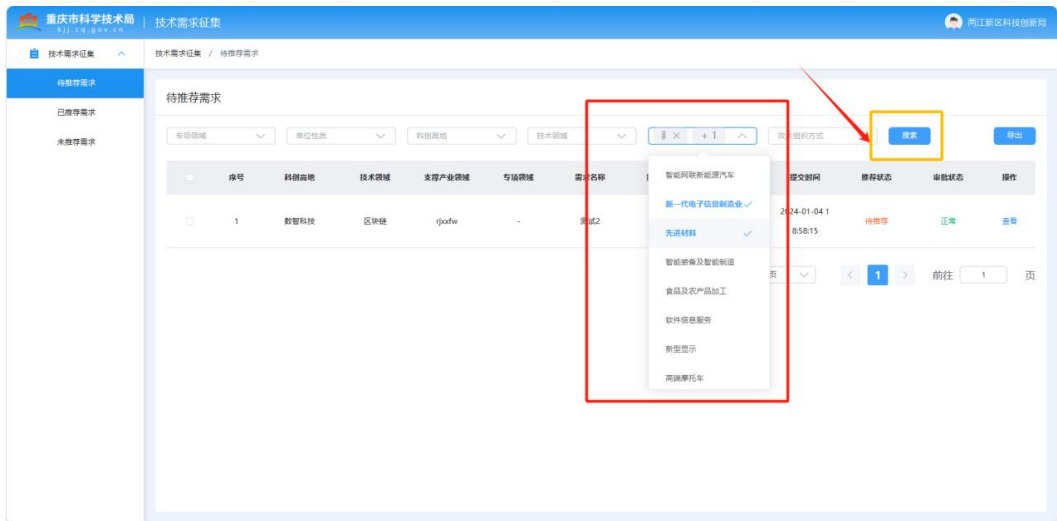 重庆市科学技术局 | 技术需求征集
kjj.cq.gov.cn
两江新区科技创新局
技术需求征集
技术需求征集 / 待推荐需求
待推荐需求
已推荐需求
未推荐需求
待推荐需求
专项领域 单位性质 科创高地 技术领域 + 1 组织方式 搜索 导出
序号 科创高地 技术领域 支撑产业领域 专项领域 需求名称 提交时间 推荐状态 审批状态 操作
1 数智科技 区块链 rjxxfw - 测试2 2024-01-04 1 待推荐 正常 查看
8:58:15
智能网联新能源汽车
新一代电子信息制造业
先进材料
智能装备及智能制造
食品及农产品加工
软件信息服务
新型显示
高端摩托车
页 < 1 > 前往 1 页